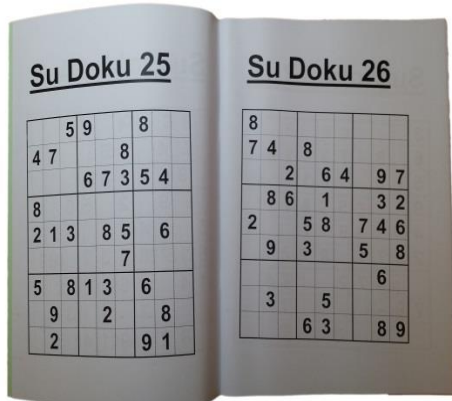 Su Doku 25
5 9 8
4 7 8
6 7 3 5 4
8
2 1 3 8 5 6
7
5 8 1 3 6
9 2 8
2 9 1
Su Doku 26
8
7 4 8
2 6 4 9 7
8 6 1 3 2
2 5 8 7 4 6
9 3 5 8
6
3 5
6 3 8 9